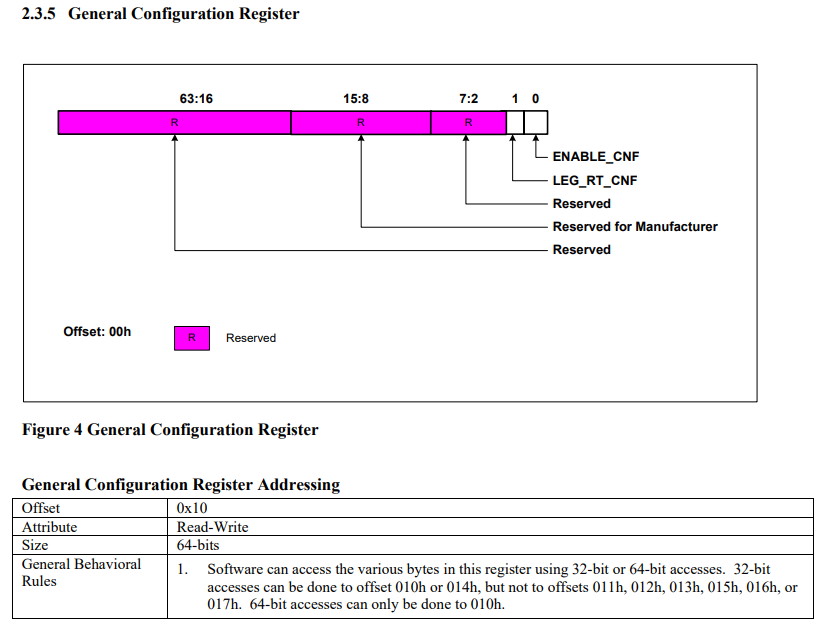 2.3.5 General Configuration Register
63:16 15:8 7:2 1 0
R R R
ENABLE_CNF
LEG_RT_CNF
Reserved
Reserved for Manufacturer
Reserved
Offset: 00h R Reserved
Figure 4 General Configuration Register
General Configuration Register Addressing
Offset 0x10
Attribute Read-Write
Size 64-bits
General Behavioral Rules
1. Software can access the various bytes in this register using 32-bit or 64-bit accesses. 32-bit
accesses can be done to offset 010h or 014h, but not to offsets 011h, 012h, 013h, 015h, 016h, or
017h. 64-bit accesses can only be done to 010h.